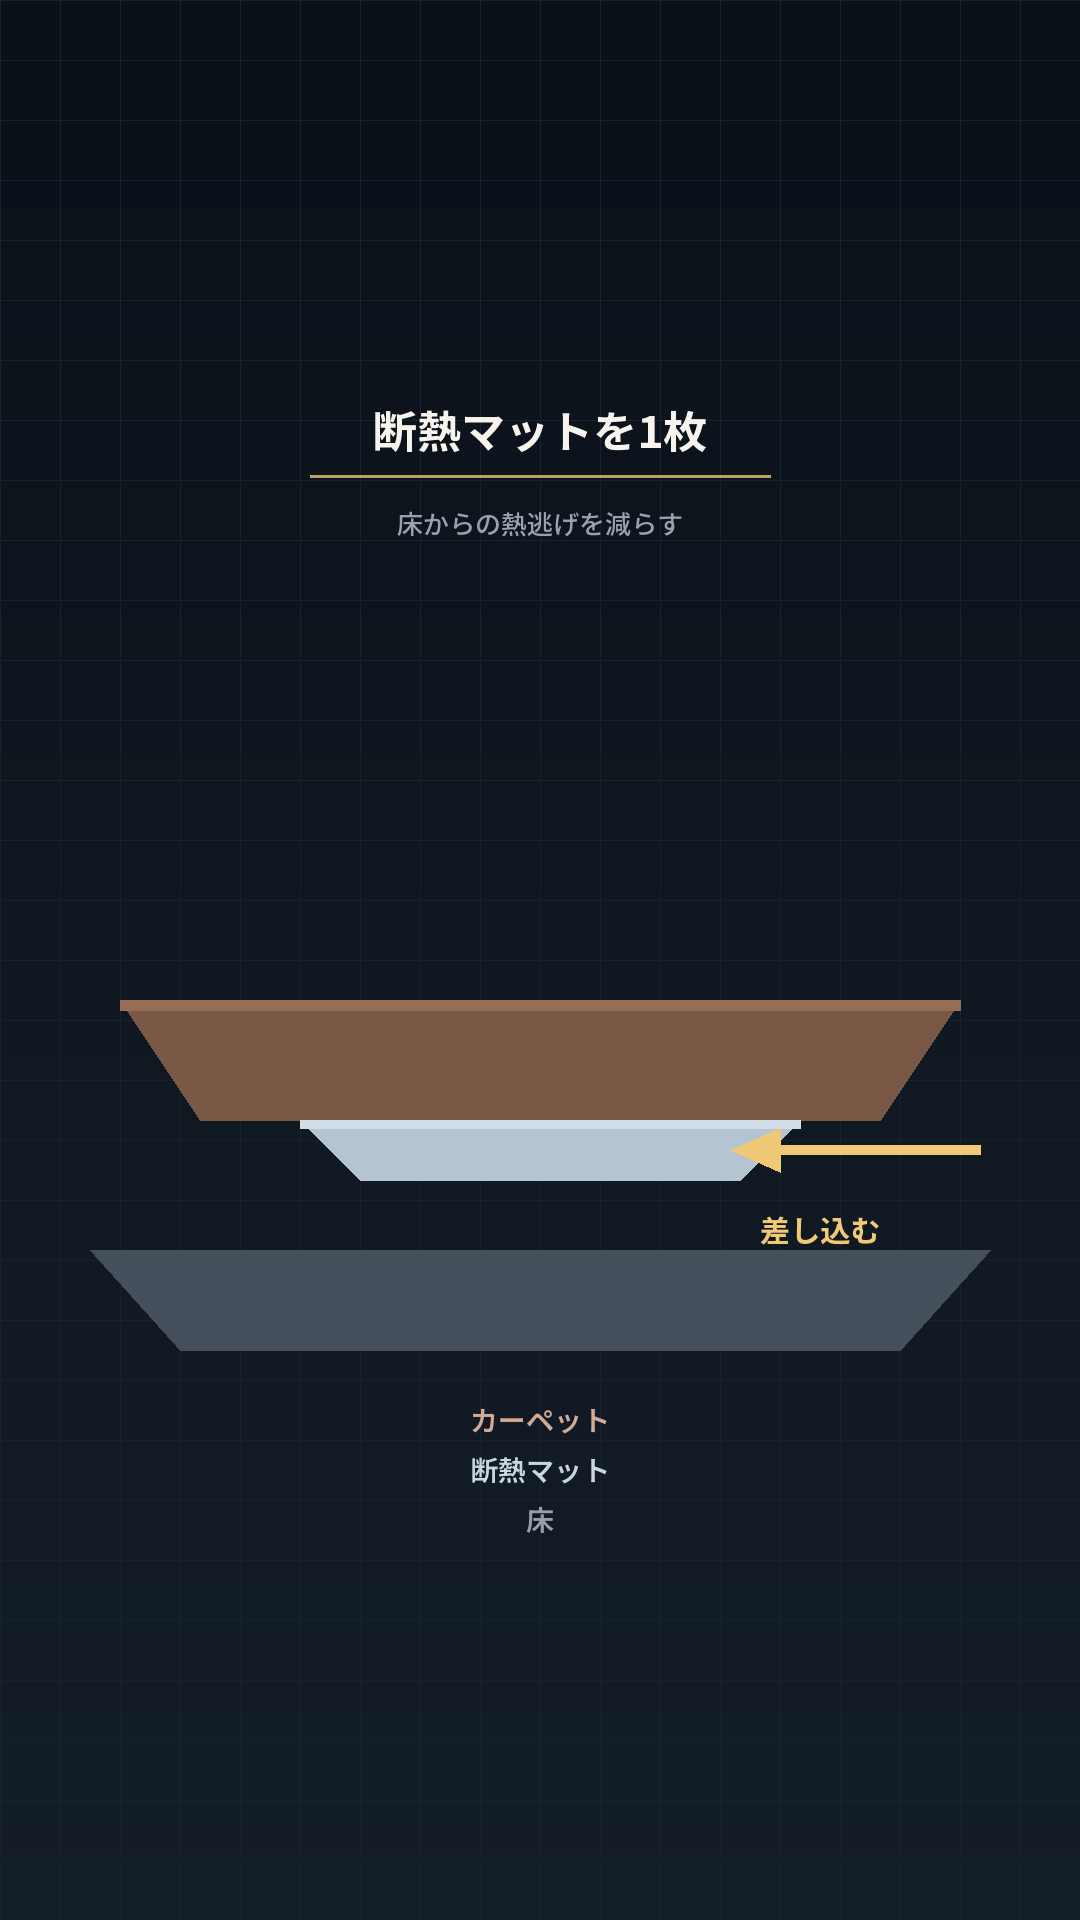 断熱マットを1枚
床からの熱逃げを減らす
差し込む
カーペット
断熱マット
床